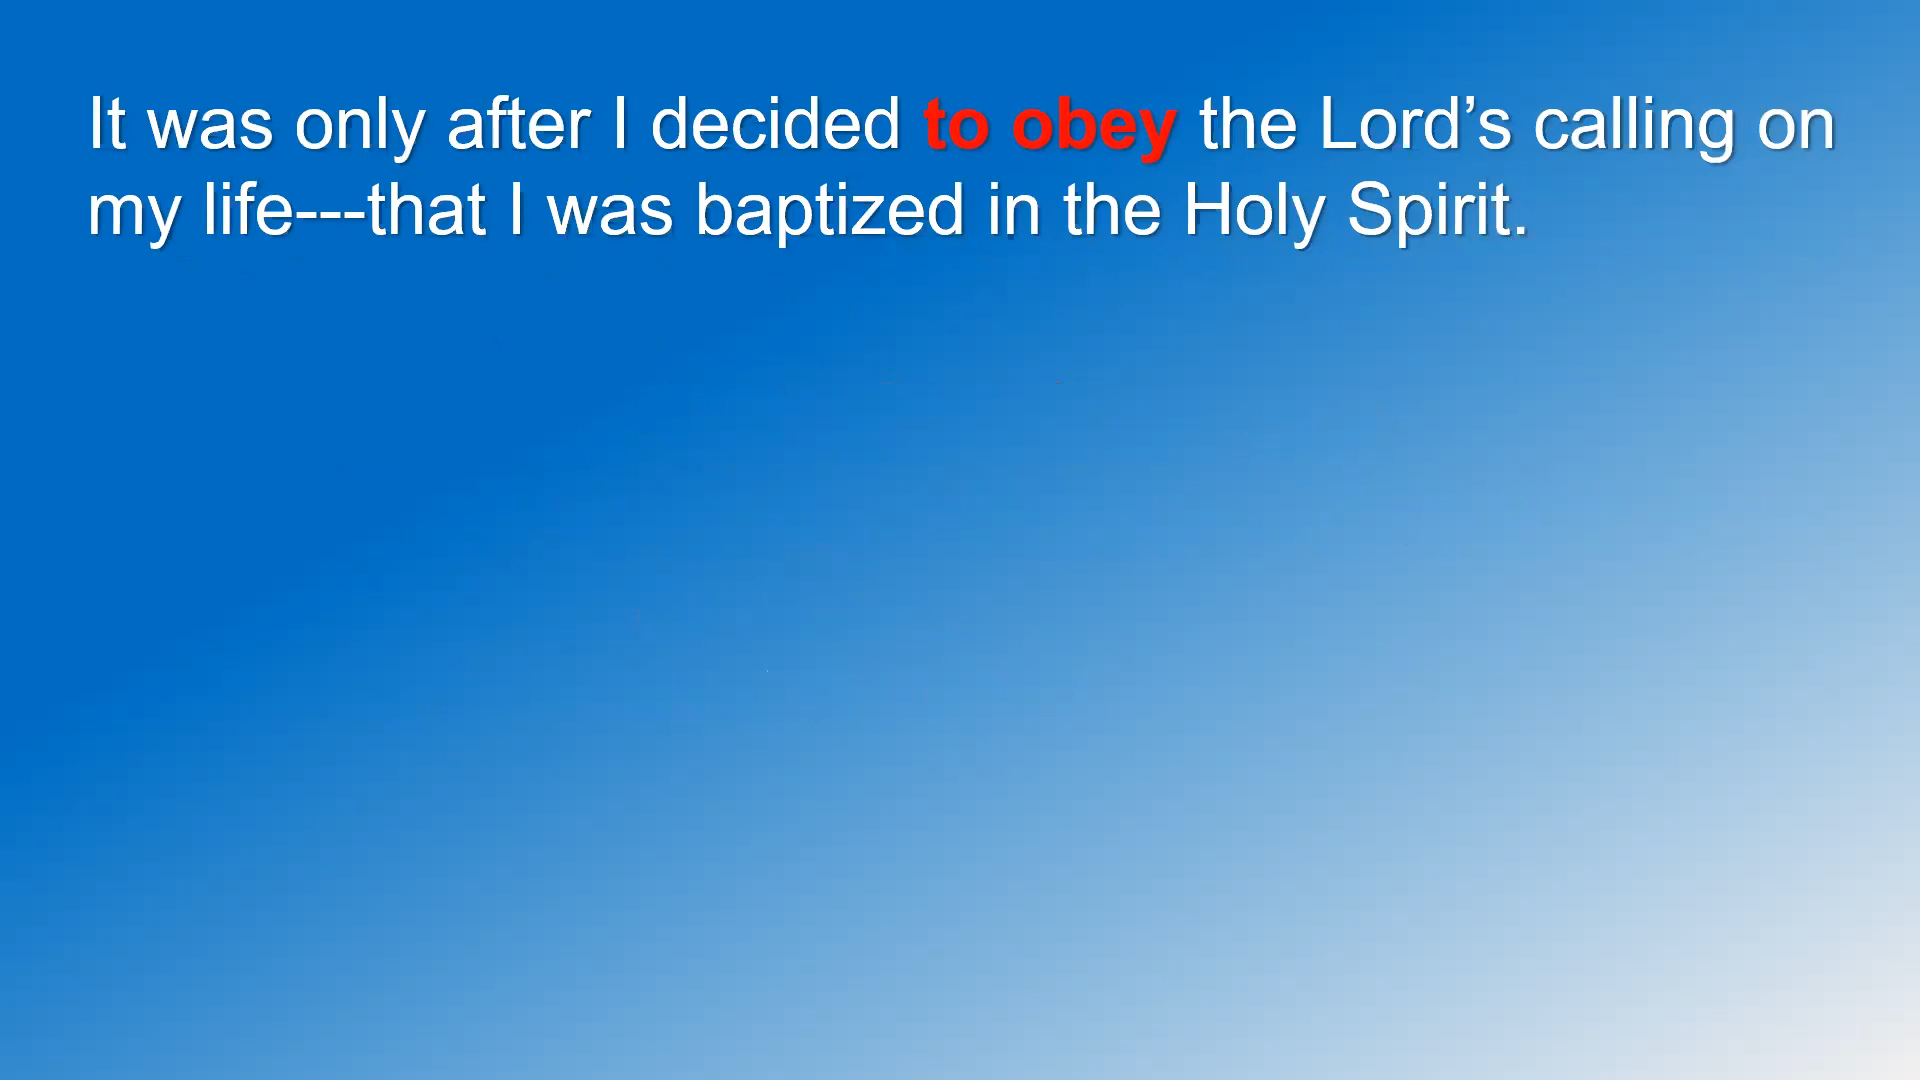 It was only after I decided to obey the Lord’s calling on
my life---that I was baptized in the Holy Spirit.